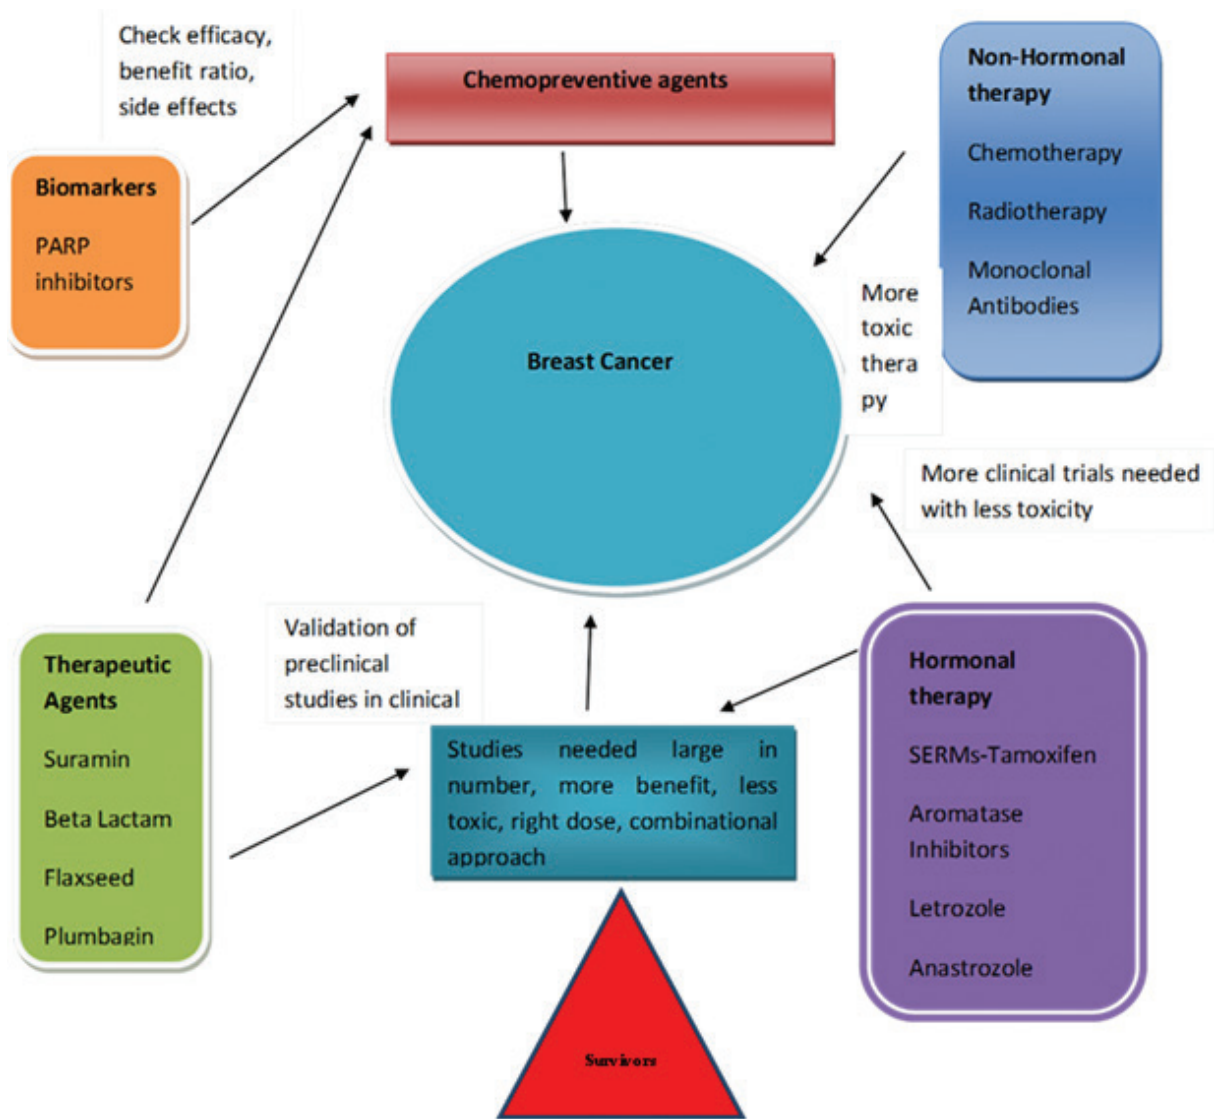 Check efficacy,
benefit ratio,
side effects
Chemopreventive agents
Non-Hormonal
therapy
Chemotherapy
Radiotherapy
Monoclonal
Antibodies
Biomarkers
PARP
inhibitors
More
toxic
thera
py
Breast Cancer
More clinical trials needed
with less toxicity
Validation of
preclinical
studies in clinical
Therapeutic
Agents
Suramin
Beta Lactam
Flaxseed
Plumbagin
Studies needed large in
number, more benefit, less
toxic, right dose, combinational
approach
Hormonal
therapy
SERMs-Tamoxifen
Aromatase
Inhibitors
Letrozole
Anastrozole
Survivors